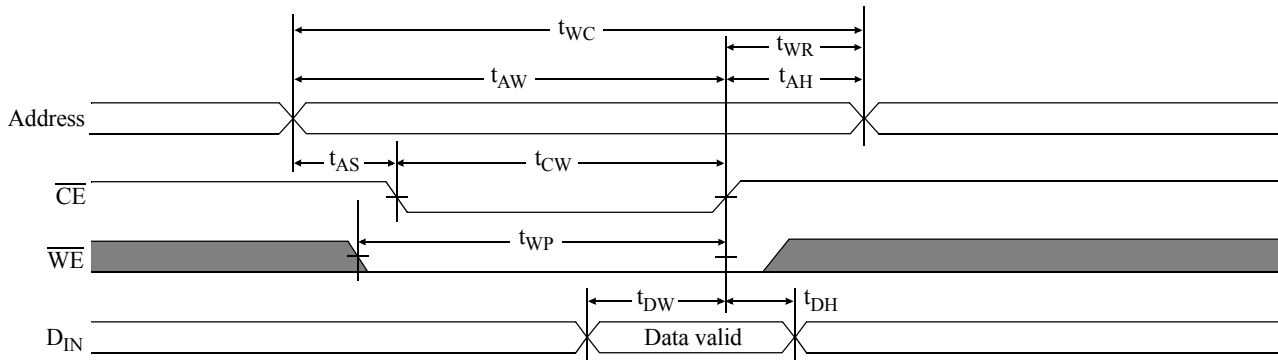 tWC
tWR
tAW
tAH
Address
tAS
tCW
CE
WE
tWP
tDW
tDH
DIN
Data valid